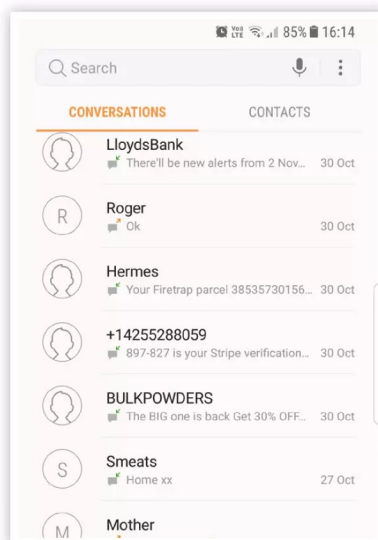 VoB LTE 85% 16:14
Search
CONVERSATIONS CONTACTS
LloydsBank
There'll be new alerts from 2 Nov... 30 Oct
R
Roger
Ok 30 Oct
Hermes
Your Firetrap parcel 38535730156... 30 Oct
+14255288059
897-827 is your Stripe verification... 30 Oct
BULKPOWDERS
The BIG one is back Get 30% OFF... 30 Oct
S
Smeats
Home xx 27 Oct
M
Mother